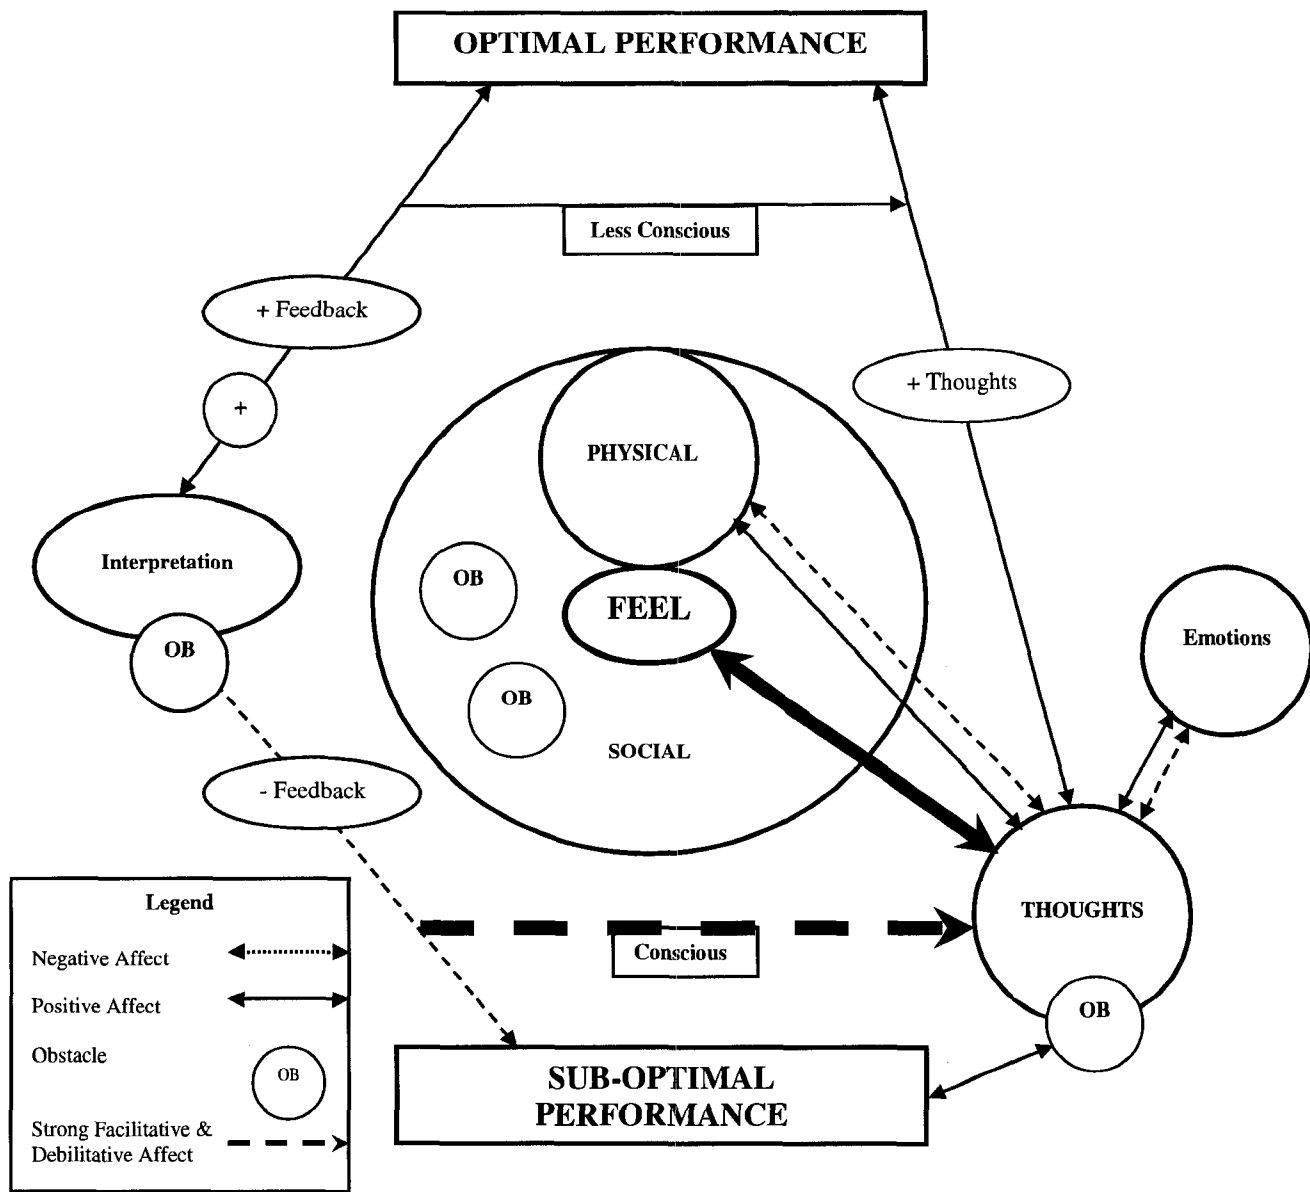 OPTIMAL PERFORMANCE
Less Conscious
+ Feedback
+ Thoughts
+
PHYSICAL
Interpretation
OB
FEEL
OB
Emotions
OB
OB
SOCIAL
- Feedback
Legend
Negative Affect
Positive Affect
Obstacle
OB
Strong Facilitative &
Debilitative Affect
THOUGHTS
Conscious
OB
SUB-OPTIMAL
PERFORMANCE